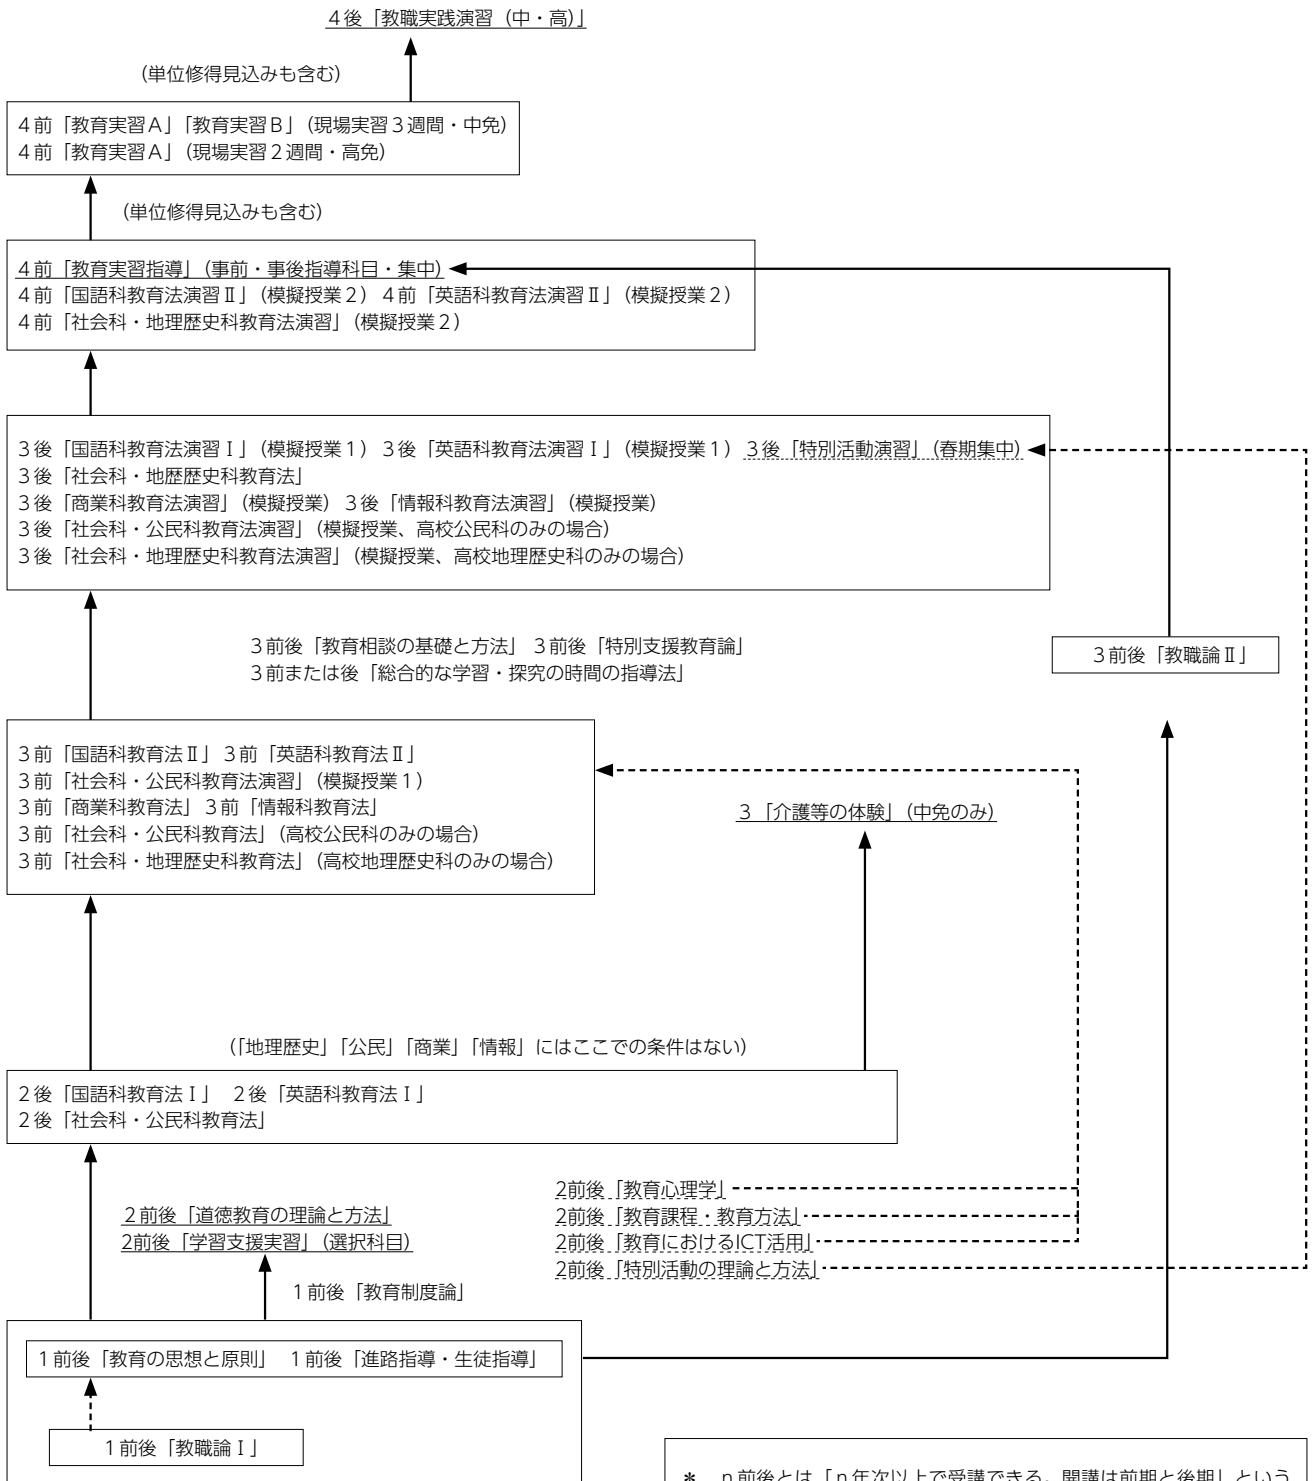 ４後「教職実践演習（中・高）」
（単位修得見込みも含む）
４前「教育実習Ａ」「教育実習Ｂ」（現場実習３週間・中免）
４前「教育実習Ａ」（現場実習２週間・高免）
（単位修得見込みも含む）
４前「教育実習指導」（事前・事後指導科目・集中）
４前「国語科教育法演習Ⅱ」（模擬授業２）４前「英語科教育法演習Ⅱ」（模擬授業２）
４前「社会科・地理歴史科教育法演習」（模擬授業２）
３後「国語科教育法演習Ⅰ」（模擬授業１）３後「英語科教育法演習Ⅰ」（模擬授業１）３後「特別活動演習」（春期集中）
３後「社会科・地歴歴史科教育法」
３後「商業科教育法演習」（模擬授業）３後「情報科教育法演習」（模擬授業）
３後「社会科・公民科教育法演習」（模擬授業、高校公民科のみの場合）
３後「社会科・地理歴史科教育法演習」（模擬授業、高校地理歴史科のみの場合）
３前後「教育相談の基礎と方法」３前後「特別支援教育論」
３前または後「総合的な学習・探究の時間の指導法」
３前後「教職論Ⅱ」
３前「国語科教育法Ⅱ」３前「英語科教育法Ⅱ」
３前「社会科・公民科教育法演習」（模擬授業１）
３前「商業科教育法」３前「情報科教育法」
３前「社会科・公民科教育法」（高校公民科のみの場合）
３前「社会科・地理歴史科教育法」（高校地理歴史科のみの場合）
３「介護等の体験」（中免のみ）
（「地理歴史」「公民」「商業」「情報」にはここでの条件はない）
２後「国語科教育法Ⅰ」　２後「英語科教育法Ⅰ」
２後「社会科・公民科教育法」
２前後「道徳教育の理論と方法」
2前後「学習支援実習」（選択科目）
2前後「教育心理学」
2前後「教育課程・教育方法」
2前後「教育におけるICT活用」
2前後「特別活動の理論と方法」
１前後「教育制度論」
１前後「教育の思想と原則」　１前後「進路指導・生徒指導」
１前後「教職論Ⅰ」
＊　ｎ前後とは「ｎ年次以上で受講できる、開講は前期と後期」という